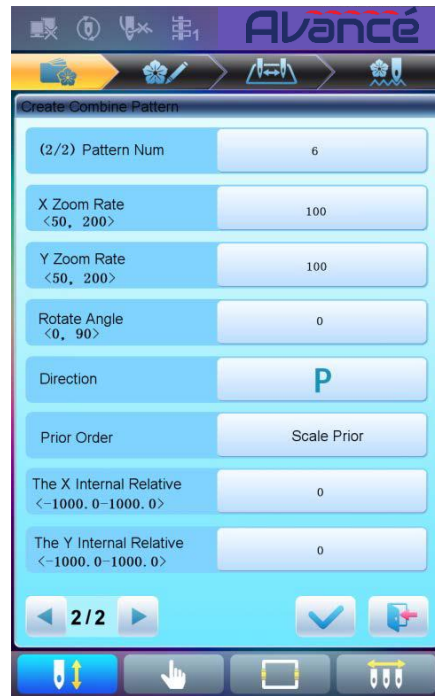 1
Avancé
Create Combine Pattern
(2/2) Pattern Num
6
X Zoom Rate
<50, 200>
100
Y Zoom Rate
<50, 200>
100
Rotate Angle
<0, 90>
0
Direction
P
Prior Order
Scale Prior
The X Internal Relative
<-1000.0-1000.0>
0
The Y Internal Relative
<-1000.0-1000.0>
0
2/2